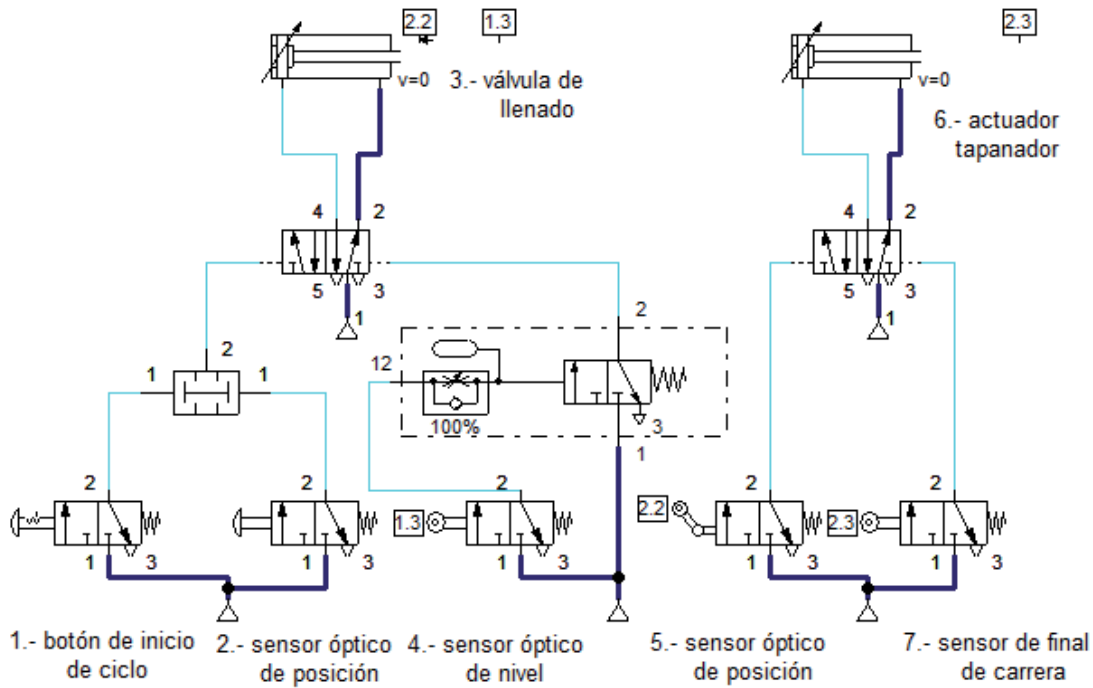 2.2
1.3
2.3
v=0
3.- válvula de
llenado
v=0
6.- actuador
tapanador
4
2
5
3
1
4
2
5
3
1
2
1
1
12
2
100%
3
1
2
1
3
2
1
3
1.3
2
1
3
2.2
2
1
3
2.3
2
1
3
1.- botón de inicio
de ciclo
2.- sensor óptico
de posición
4.- sensor óptico
de nivel
5.- sensor óptico
de posición
7.- sensor de final
de carrera